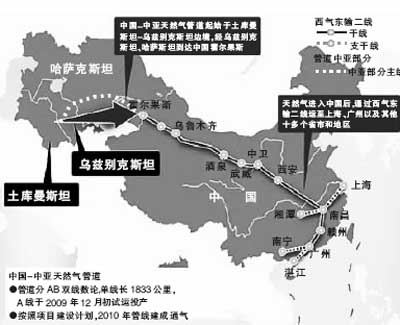 中国—中亚天然气管道起始于土库曼
斯坦—乌兹别克斯坦边境,经乌兹别克斯
坦、哈萨克斯坦到达中国霍尔果斯
西气东输二线
干线
支干线
管道中亚部分
中亚部分主线
哈萨克斯坦
霍尔果斯
乌鲁木齐
天然气进入中国后,通过西气
东输二线运至上海、广州以及其他
十多个省市和地区
乌兹别克斯坦
土库曼斯坦
酒泉
武威
中卫
西安
中国
上海
湘潭
南昌
赣州
南宁
广州
湛江
中国—中亚天然气管道
●管道分AB双线敷论,单线长1833公里,
A线于2009年12月初试运投产
●按照项目建设计划,2010年管线建成通气